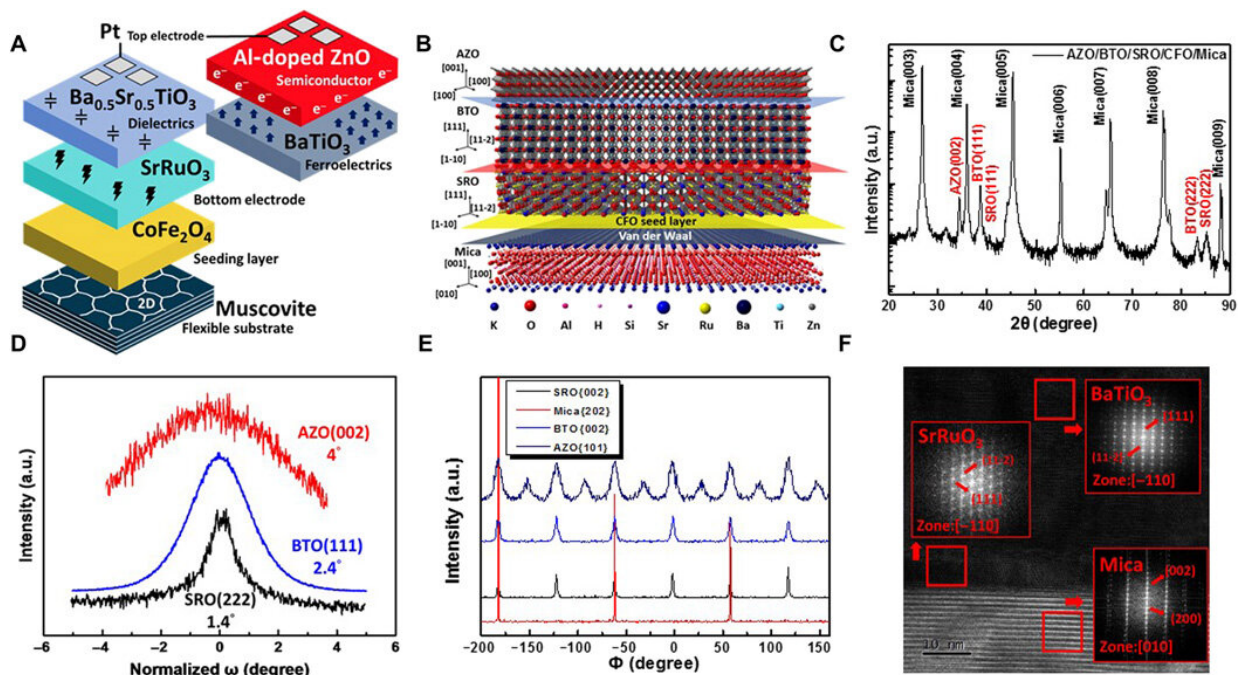 A
Pt
Top electrode
Al-doped ZnO
Semiconductor
e⁻ e⁻ e⁻ e⁻ e⁻ e⁻ e⁻
Ba₀.₅Sr₀.₅TiO₃
Dielectrics
BaTiO₃
Ferroelectrics
SrRuO₃
Bottom electrode
CoFe₂O₄
Seeding layer
2D
Muscovite
Flexible substrate
B
AZO
[001]
[100]
[100]
BTO
[111]
[11-2]
[1-10]
SRO
[111]
[11-2]
[1-10]
CFO seed layer
Van der Waal
Mica
[001]
[100]
[010]
K O Al H Si Sr Ru Ba Ti Zn
C
AZO/BTO/SRO/CFO/Mica
Mica(003)
AZO(002)
Mica(004)
BTO(111)
SRO(111)
Mica(005)
Mica(006)
Mica(007)
Mica(008)
BTO(222)
SRO(222)
Mica(009)
Intensity (a.u.)
20 30 40 50 60 70 80 90
2θ (degree)
D
AZO(002)
4°
BTO(111)
2.4°
SRO(222)
1.4°
Intensity (a.u.)
−6 −4 −2 0 2 4 6
Normalized ω (degree)
E
SRO{002}
Mica{202}
BTO{002}
AZO{101}
Intensity (a.u.)
−150 −100 −50 0 50 100 150
Φ (degree)
F
BaTiO₃
(111)
(11-2)
Zone:[−110]
SrRuO₃
(11-2)
(111)
Zone:[−110]
Mica
(002)
(200)
Zone:[010]
10 nm